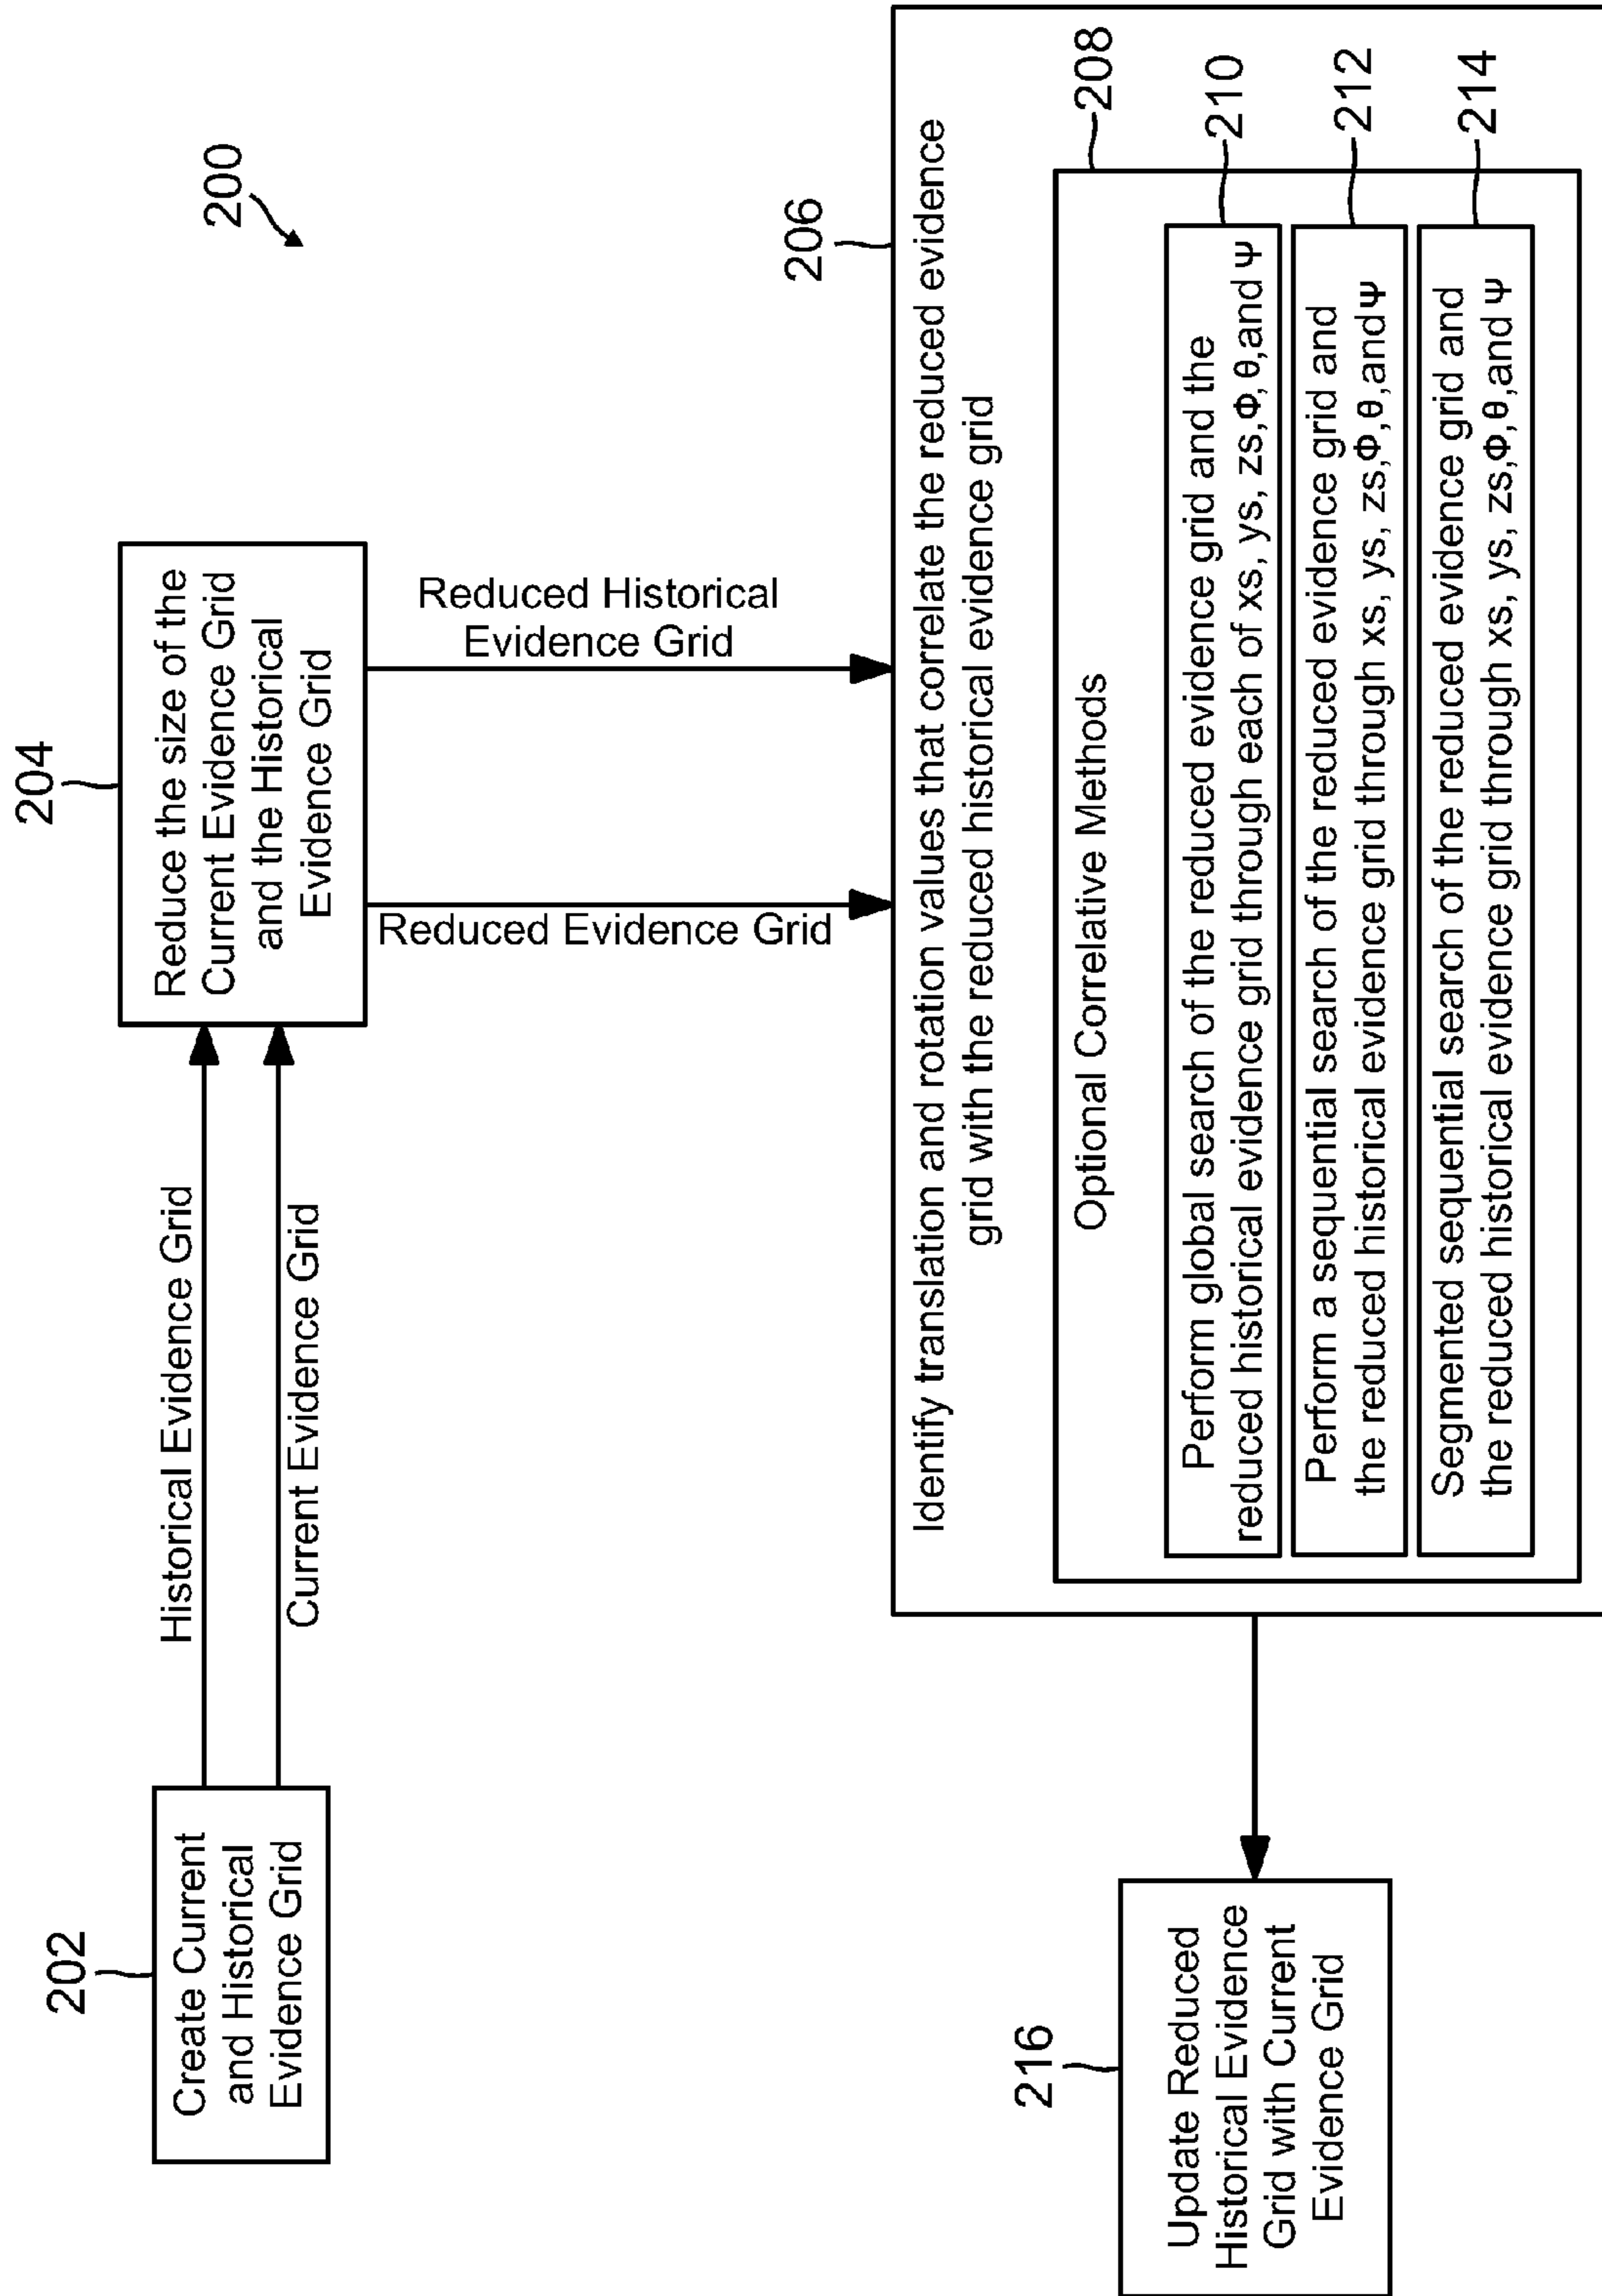 200
202
Create Current
and Historical
Evidence Grid
Historical Evidence Grid
Current Evidence Grid
204
Reduce the size of the
Current Evidence Grid
and the Historical
Evidence Grid
Reduced Historical
Evidence Grid
Reduced Evidence Grid
206
Identify translation and rotation values that correlate the reduced evidence
grid with the reduced historical evidence grid
208
Optional Correlative Methods
210
Perform global search of the reduced evidence grid and the
reduced historical evidence grid through each of xs, ys, zs,Φ,θ,and Ψ
212
Perform a sequential search of the reduced evidence grid and
the reduced historical evidence grid through xs, ys, zs,Φ,θ,and Ψ
214
Segmented sequential search of the reduced evidence grid and
the reduced historical evidence grid through xs, ys, zs,Φ,θ,and Ψ
216
Update Reduced
Historical Evidence
Grid with Current
Evidence Grid